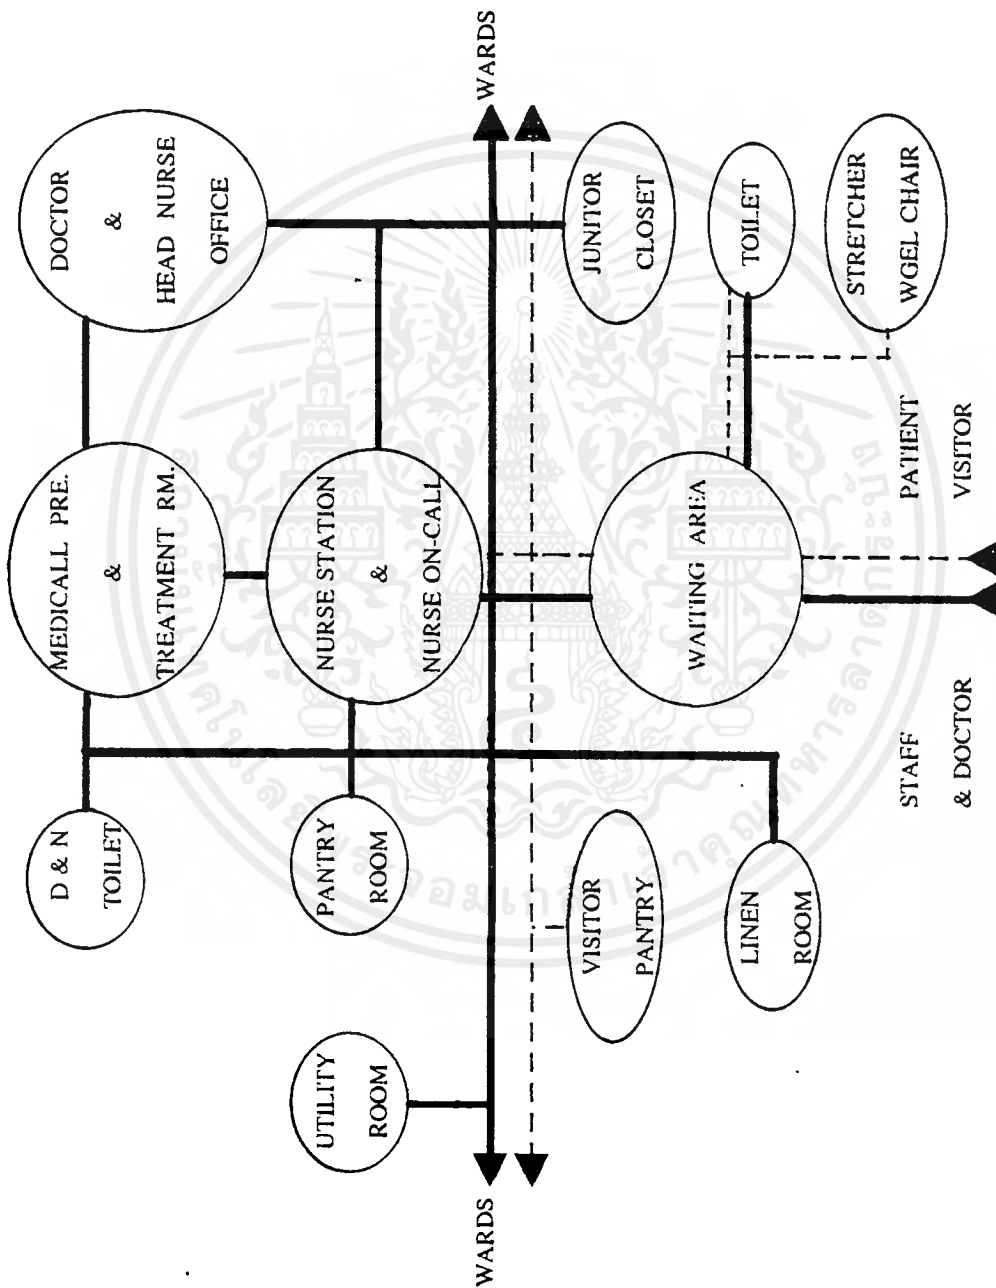 D & N
TOILET
MEDICALL PRE.
&
TREATMENT RM.
DOCTOR
&
HEAD NURSE
OFFICE
UTILITY
ROOM
PANTRY
ROOM
NURSE STATION
&
NURSE ON-CALL
WARDS
WARDS
VISITOR
PANTRY
JUNITOR
CLOSET
LINEN
ROOM
WAITING AREA
TOILET
STRETCHER
WGEL CHAIR
STAFF
& DOCTOR
PATIENT
VISITOR